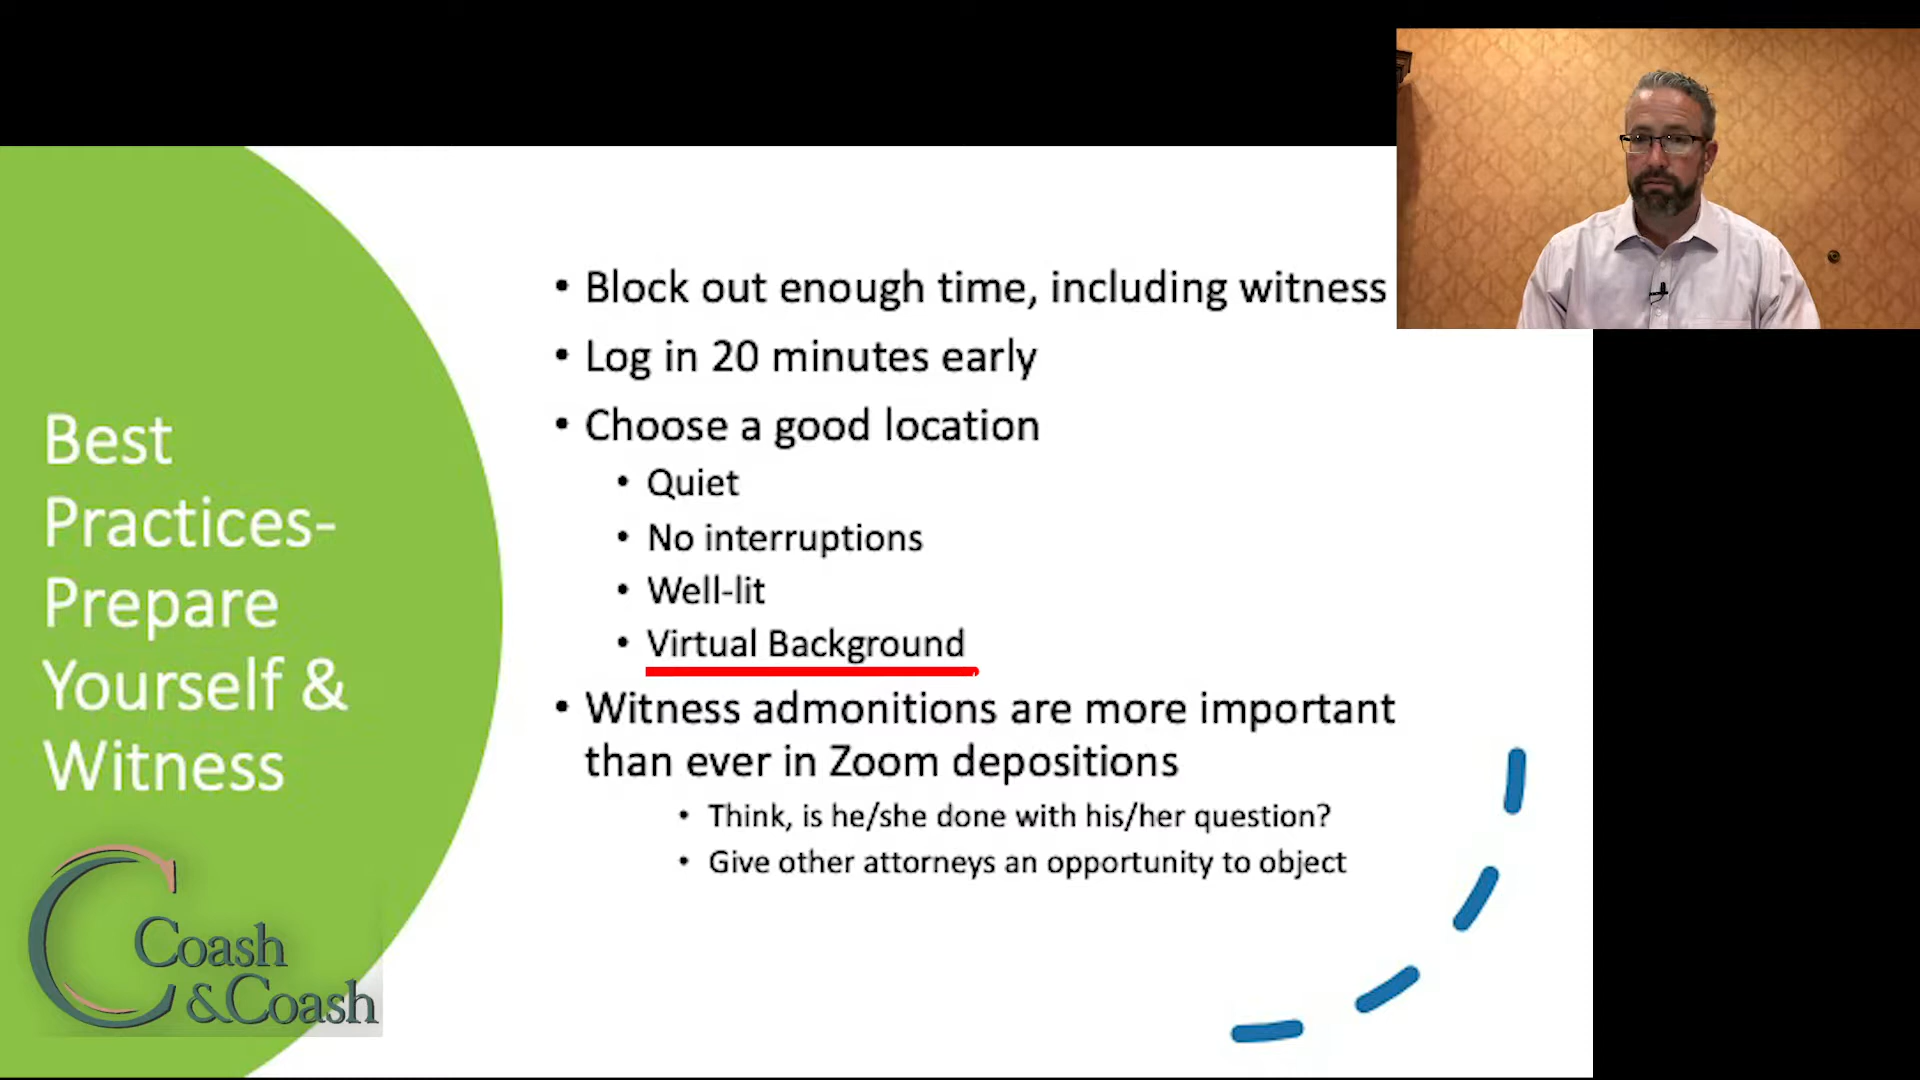 Best
Practices-
Prepare
Yourself &
Witness
• Block out enough time, including witness
• Log in 20 minutes early
• Choose a good location
• Quiet
• No interruptions
• Well-lit
• Virtual Background
• Witness admonitions are more important
than ever in Zoom depositions
• Think, is he/she done with his/her question?
• Give other attorneys an opportunity to object
Coash
&Coash